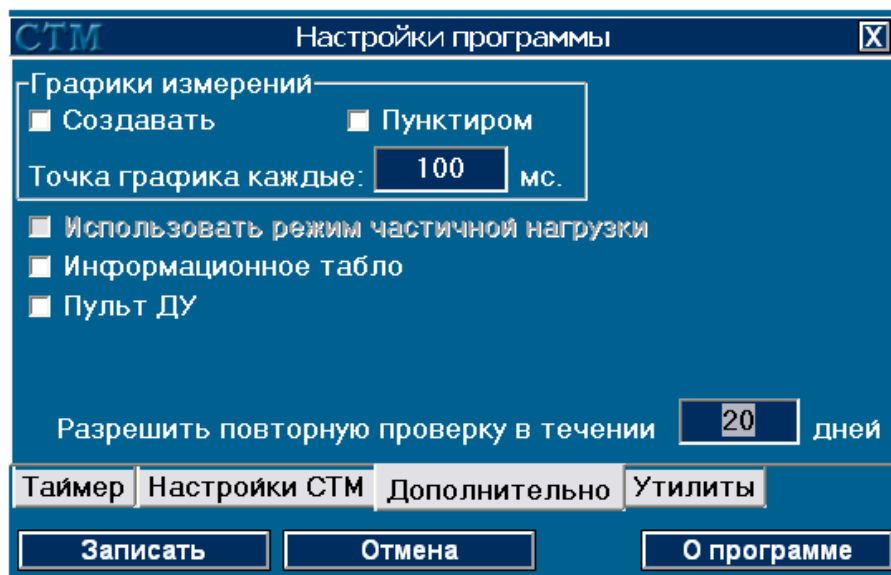 СТМ Настройки программы X
Графики измерений
Создавать Пунктиром
Точка графика каждые: 100 мс.
Использовать режим частичной нагрузки
Информационное табло
Пульт ДУ
Разрешить повторную проверку в течении 20 дней
Таймер Настройки СТМ Дополнительно Утилиты
Записать Отмена О программе